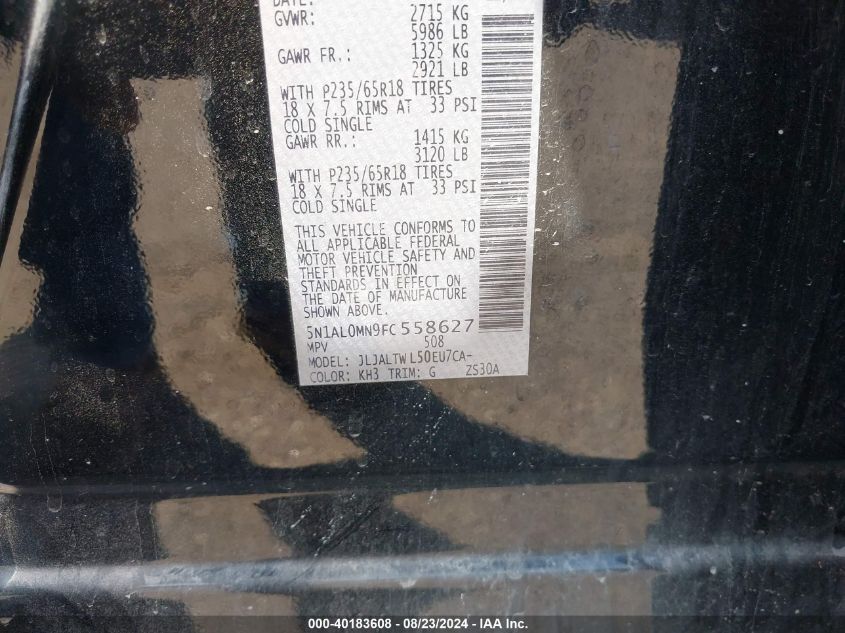 DATE:
GVWR: 2715 KG
5986 LB
GAWR FR.: 1325 KG
2921 LB
WITH P235/65R18 TIRES
18 X 7.5 RIMS AT 33 PSI
COLD SINGLE
GAWR RR.: 1415 KG
3120 LB
WITH P235/65R18 TIRES
18 X 7.5 RIMS AT 33 PSI
COLD SINGLE
THIS VEHICLE CONFORMS TO
ALL APPLICABLE FEDERAL
MOTOR VEHICLE SAFETY AND
THEFT PREVENTION
STANDARDS IN EFFECT ON
THE DATE OF MANUFACTURE
SHOWN ABOVE.
5N1AL0MN9FC558627
MPV 508
MODEL: JLJALTWL50EU7CA-
COLOR: KH3 TRIM: G ZS30A
000-40183608 - 08/23/2024 - IAA Inc.